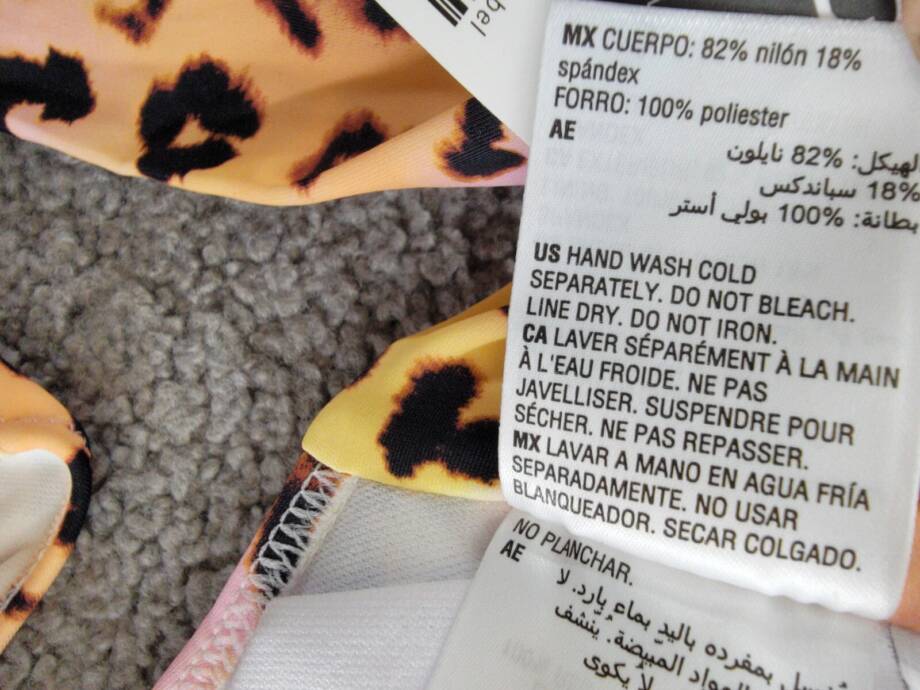 bel
MX CUERPO: 82% nilón 18%
spándex
FORRO: 100% poliester
AE
لهيكل: 82% نايلون
18% سباندكس
بطانة: 100% بولي أستر
US HAND WASH COLD
SEPARATELY. DO NOT BLEACH.
LINE DRY. DO NOT IRON.
CA LAVER SÉPARÉMENT À LA MAIN
À L'EAU FROIDE. NE PAS
JAVELLISER. SUSPENDRE POUR
SÉCHER. NE PAS REPASSER.
MX LAVAR A MANO EN AGUA FRÍA
SEPARADAMENTE. NO USAR
BLANQUEADOR. SECAR COLGADO.
NO PLANCHAR.
AE
بمفرده باليد بماء بارد. لا
المواد المبيضة. ينشف
لا يكوى